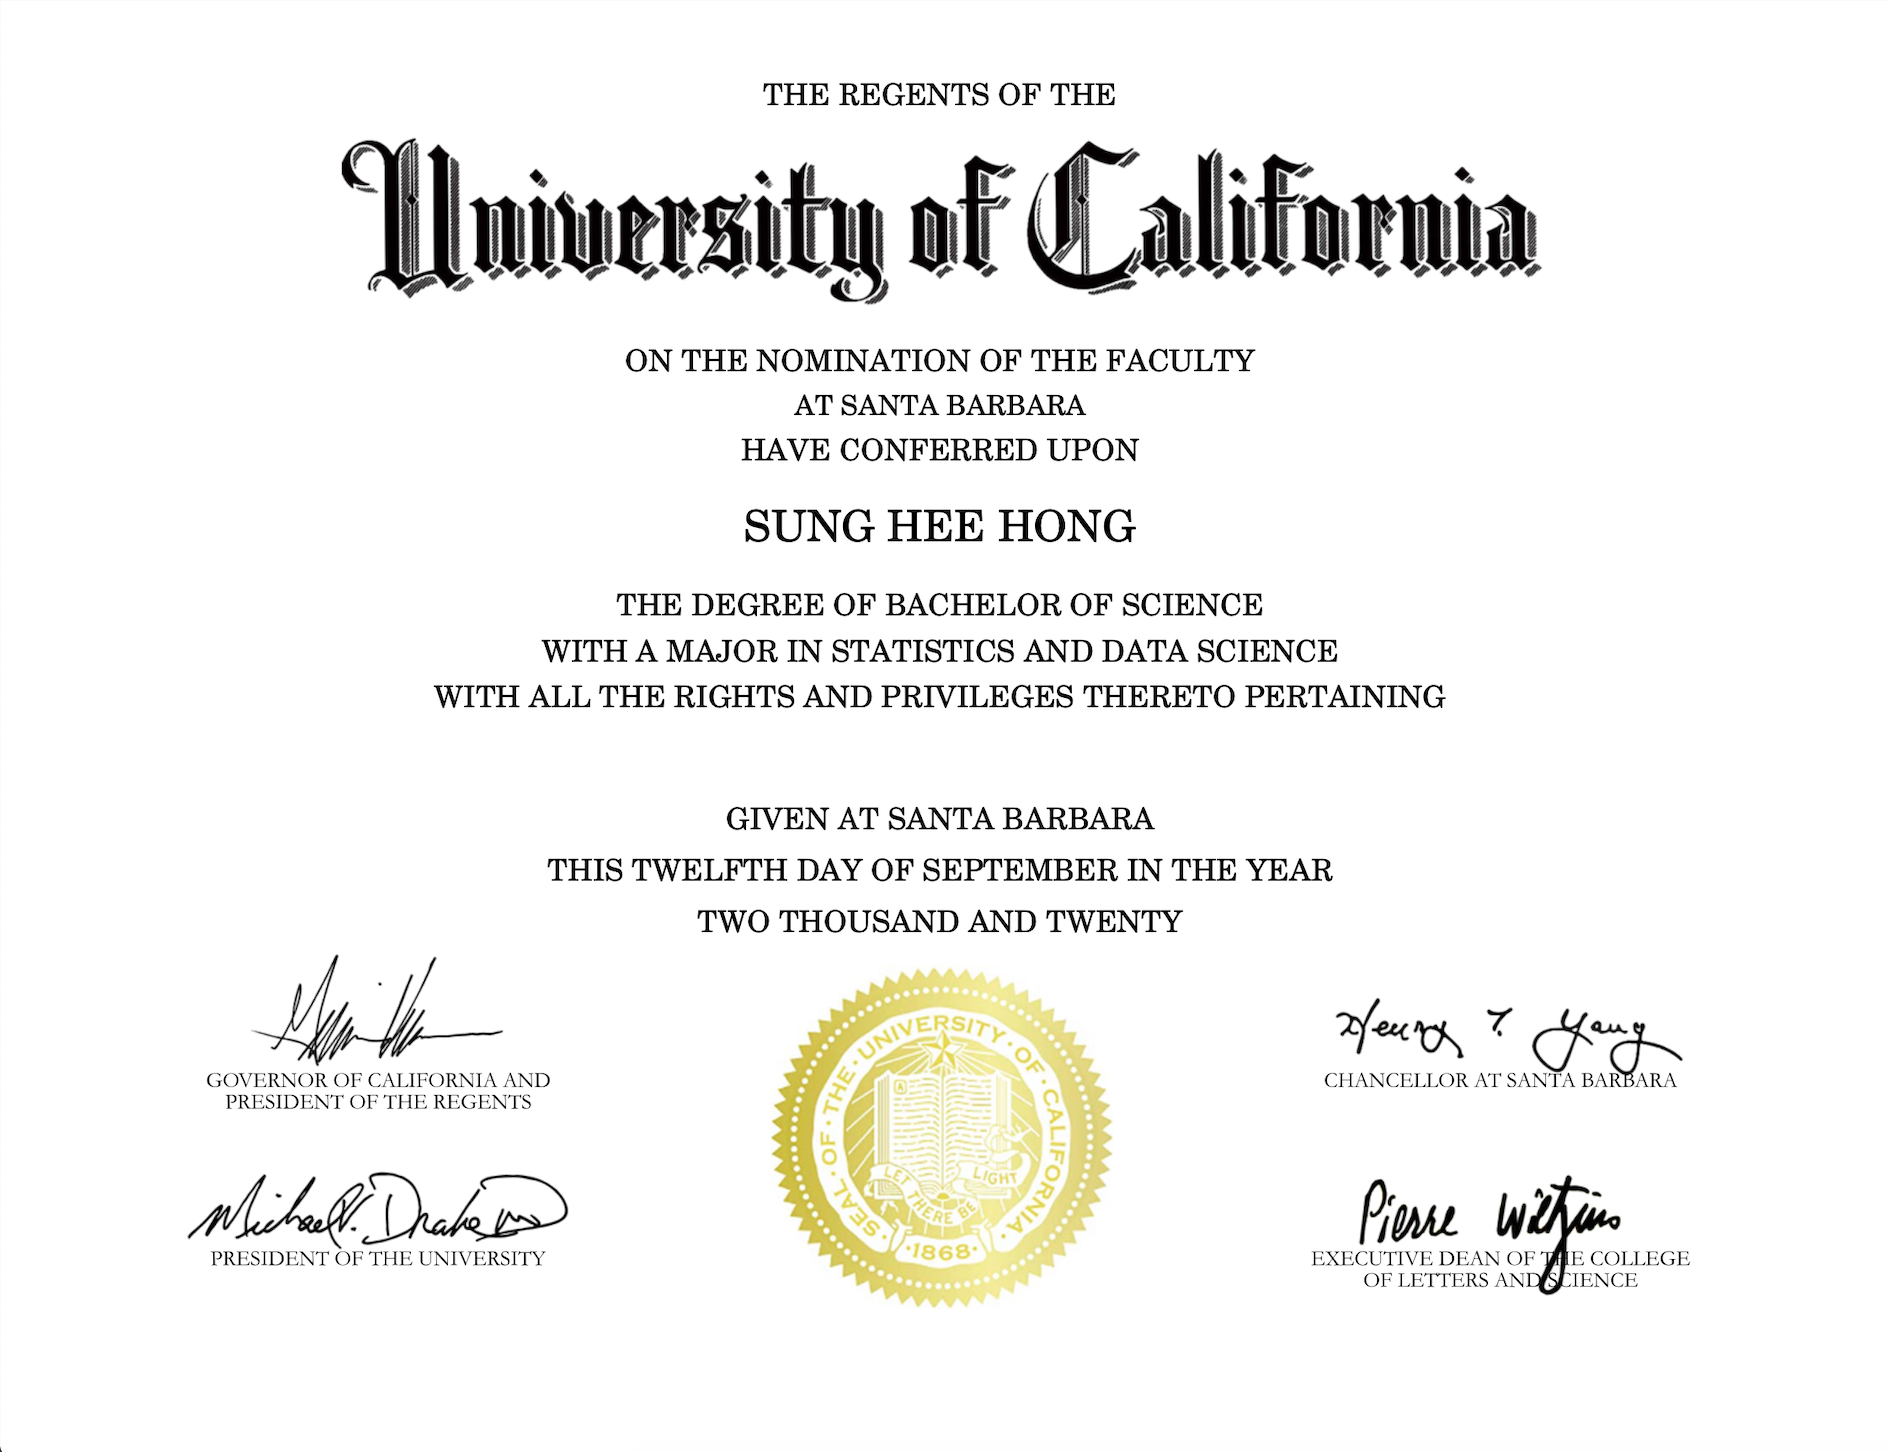 THE REGENTS OF THE
University of California
ON THE NOMINATION OF THE FACULTY
AT SANTA BARBARA
HAVE CONFERRED UPON
SUNG HEE HONG
THE DEGREE OF BACHELOR OF SCIENCE
WITH A MAJOR IN STATISTICS AND DATA SCIENCE
WITH ALL THE RIGHTS AND PRIVILEGES THERETO PERTAINING
GIVEN AT SANTA BARBARA
THIS TWELFTH DAY OF SEPTEMBER IN THE YEAR
TWO THOUSAND AND TWENTY
GOVERNOR OF CALIFORNIA AND
PRESIDENT OF THE REGENTS
Michael V. Drake MD
PRESIDENT OF THE UNIVERSITY
SEAL · OF · THE · UNIVERSITY · OF · CALIFORNIA
A
LET THERE BE LIGHT
· 1868 ·
Henry T. Yang
CHANCELLOR AT SANTA BARBARA
Pierre Wiltzius
EXECUTIVE DEAN OF THE COLLEGE
OF LETTERS AND SCIENCE